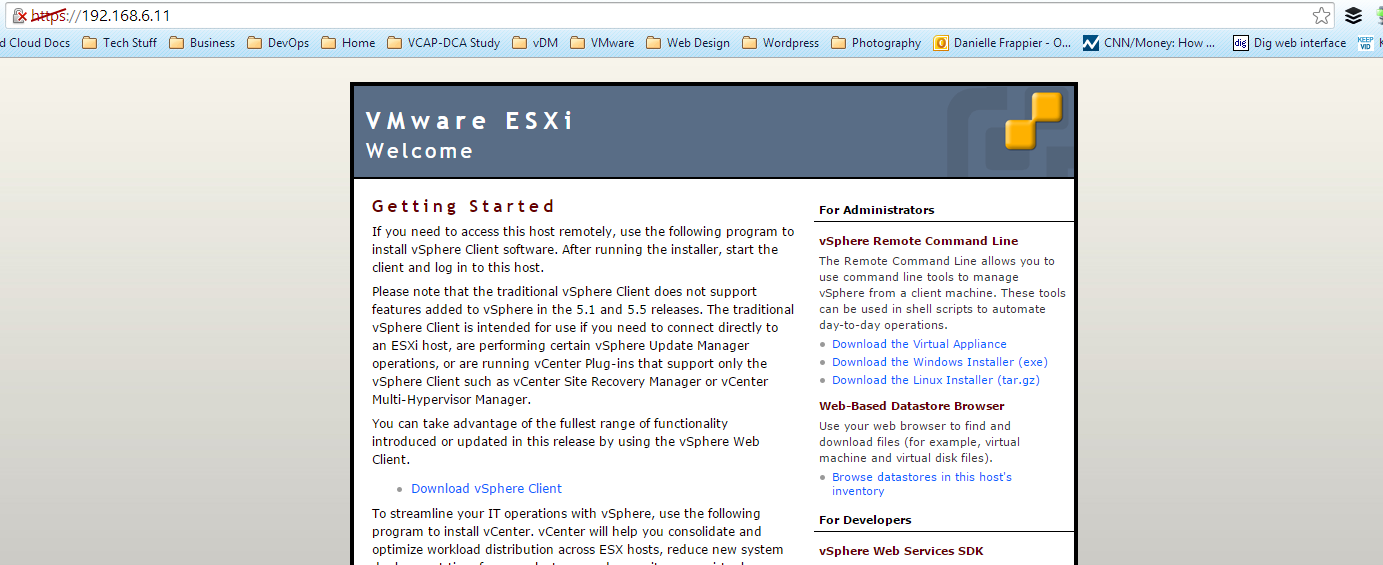 https://192.168.6.11
d Cloud Docs Tech Stuff Business DevOps Home VCAP-DCA Study vDM VMware Web Design Wordpress Photography Danielle Frappier - O... CNN/Money: How ... dig Dig web interface KEEP VID
VMware ESXi
Welcome
Getting Started
If you need to access this host remotely, use the following program to
install vSphere Client software. After running the installer, start the
client and log in to this host.
Please note that the traditional vSphere Client does not support
features added to vSphere in the 5.1 and 5.5 releases. The traditional
vSphere Client is intended for use if you need to connect directly to
an ESXi host, are performing certain vSphere Update Manager
operations, or are running vCenter Plug-ins that support only the
vSphere Client such as vCenter Site Recovery Manager or vCenter
Multi-Hypervisor Manager.
You can take advantage of the fullest range of functionality
introduced or updated in this release by using the vSphere Web
Client.
Download vSphere Client
To streamline your IT operations with vSphere, use the following
program to install vCenter. vCenter will help you consolidate and
optimize workload distribution across ESX hosts, reduce new system
For Administrators
vSphere Remote Command Line
The Remote Command Line allows you to
use command line tools to manage
vSphere from a client machine. These tools
can be used in shell scripts to automate
day-to-day operations.
Download the Virtual Appliance
Download the Windows Installer (exe)
Download the Linux Installer (tar.gz)
Web-Based Datastore Browser
Use your web browser to find and
download files (for example, virtual
machine and virtual disk files).
Browse datastores in this host's
inventory
For Developers
vSphere Web Services SDK